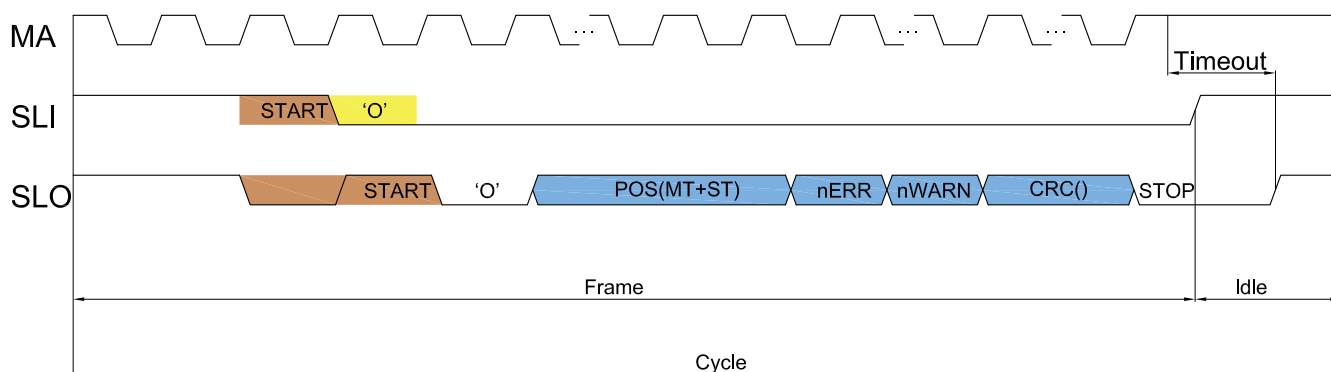 MA
... ... ...
Timeout
SLI START 'O'
SLO START 'O' POS(MT+ST) nERR nWARN CRC() STOP
Frame Idle
Cycle